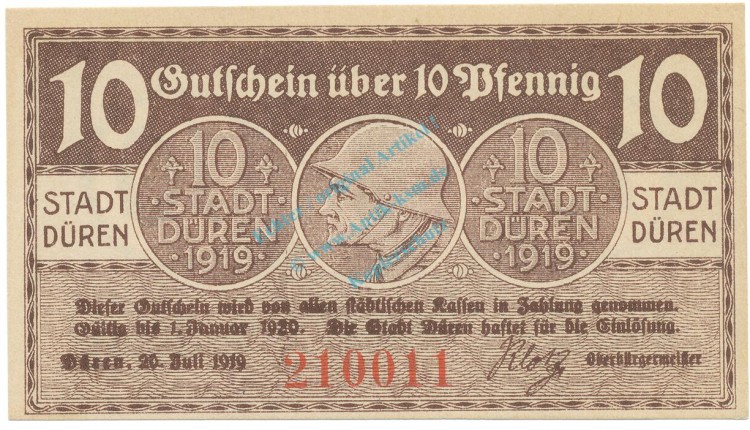 10 Gutschein über 10 Pfennig 10
10
STADT
DÜREN
1919
10
STADT
DÜREN
1919
STADT
DÜREN
STADT
DÜREN
Dieser Gutschein wird von allen städtischen Kassen in Zahlung genommen.
Gültig bis 1. Januar 1920. Die Stadt Düren haftet für die Einlösung.
Düren, 20. Juli 1919
210011
Klotz
Oberbürgermeister
original Artikel!